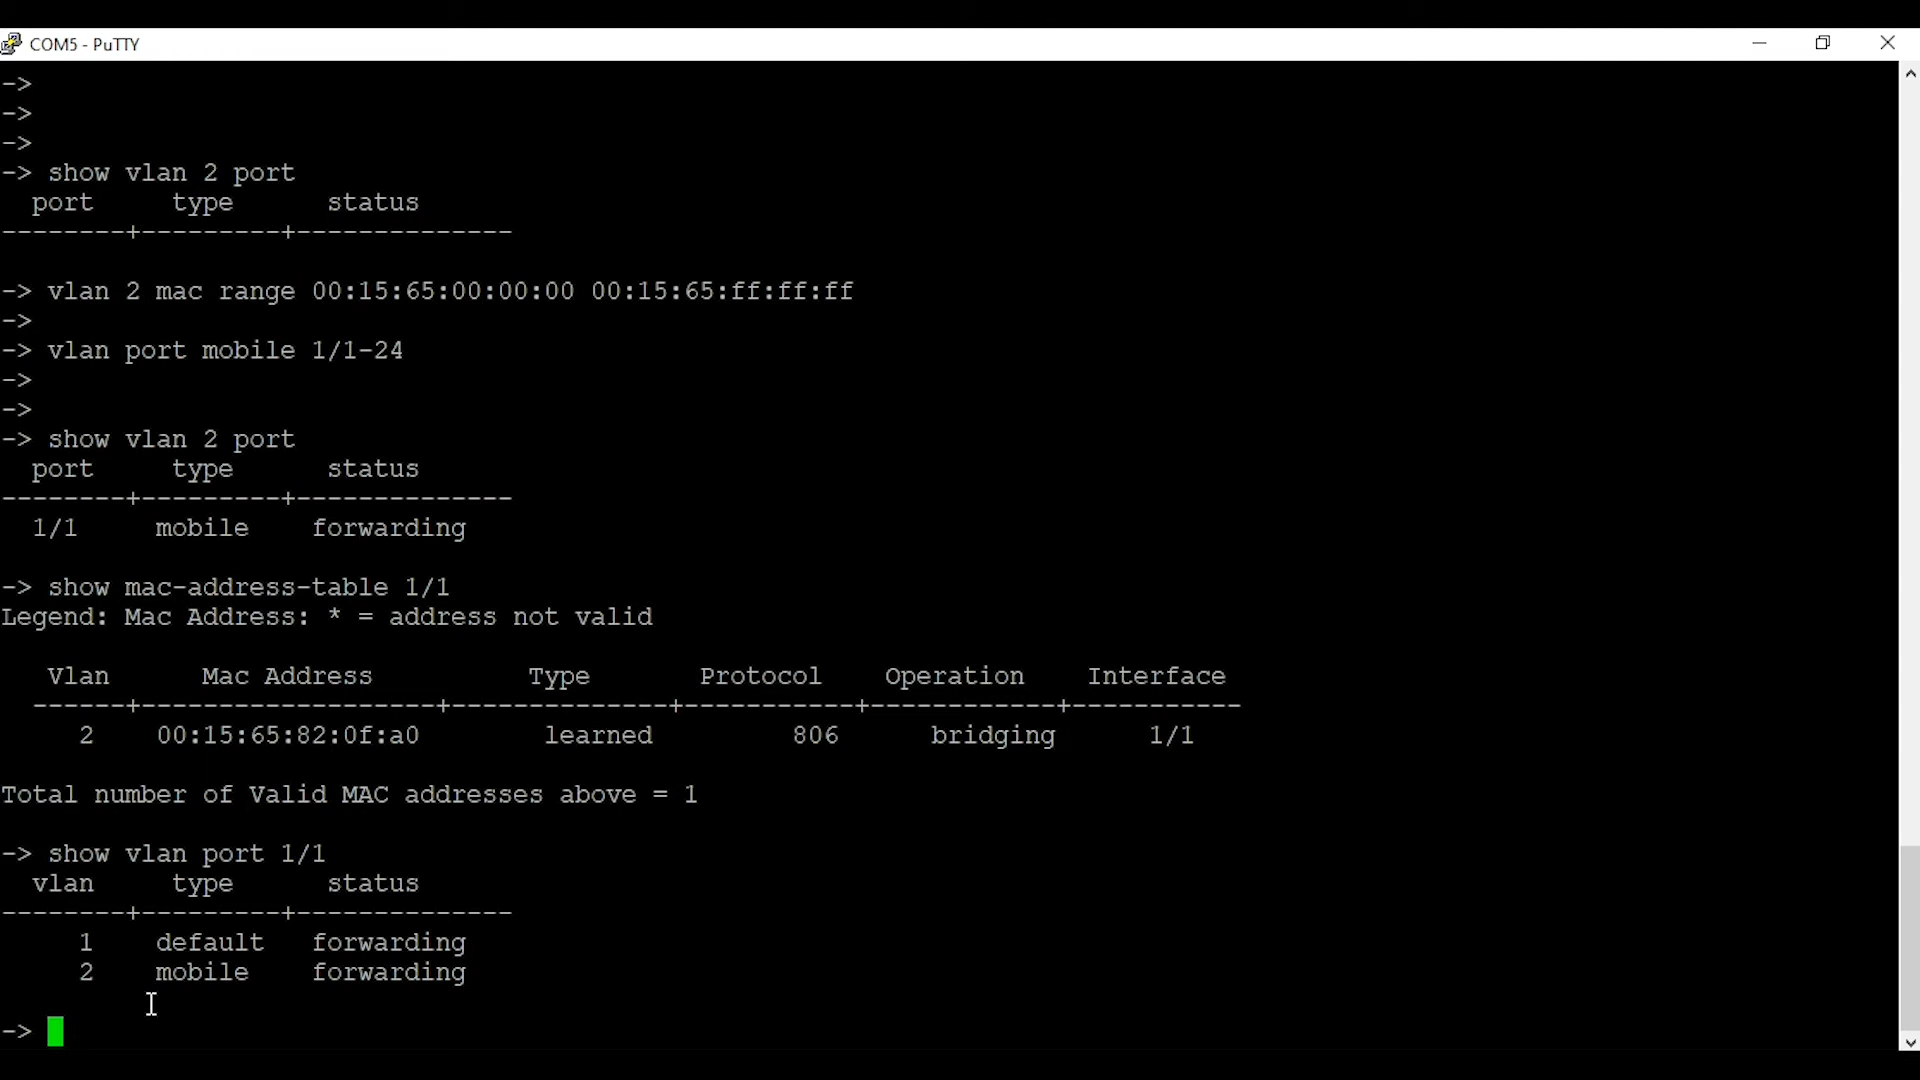 COM5 - PuTTY
->
->
->
-> show vlan 2 port
  port     type      status
--------+---------+--------------

-> vlan 2 mac range 00:15:65:00:00:00 00:15:65:ff:ff:ff
->
-> vlan port mobile 1/1-24
->
->
-> show vlan 2 port
  port     type      status
--------+---------+--------------
  1/1     mobile    forwarding

-> show mac-address-table 1/1
Legend: Mac Address: * = address not valid

   Vlan      Mac Address          Type       Protocol    Operation    Interface
  ------+-------------------+--------------+-----------+------------+-----------
     2    00:15:65:82:0f:a0        learned         806      bridging      1/1

Total number of Valid MAC addresses above = 1

-> show vlan port 1/1
  vlan     type      status
--------+---------+--------------
     1    default   forwarding
     2    mobile    forwarding

->